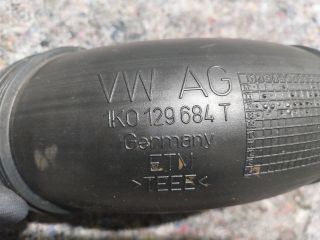 VW AG
1K0 129 684 T
Germany
ETM
>TEEE<